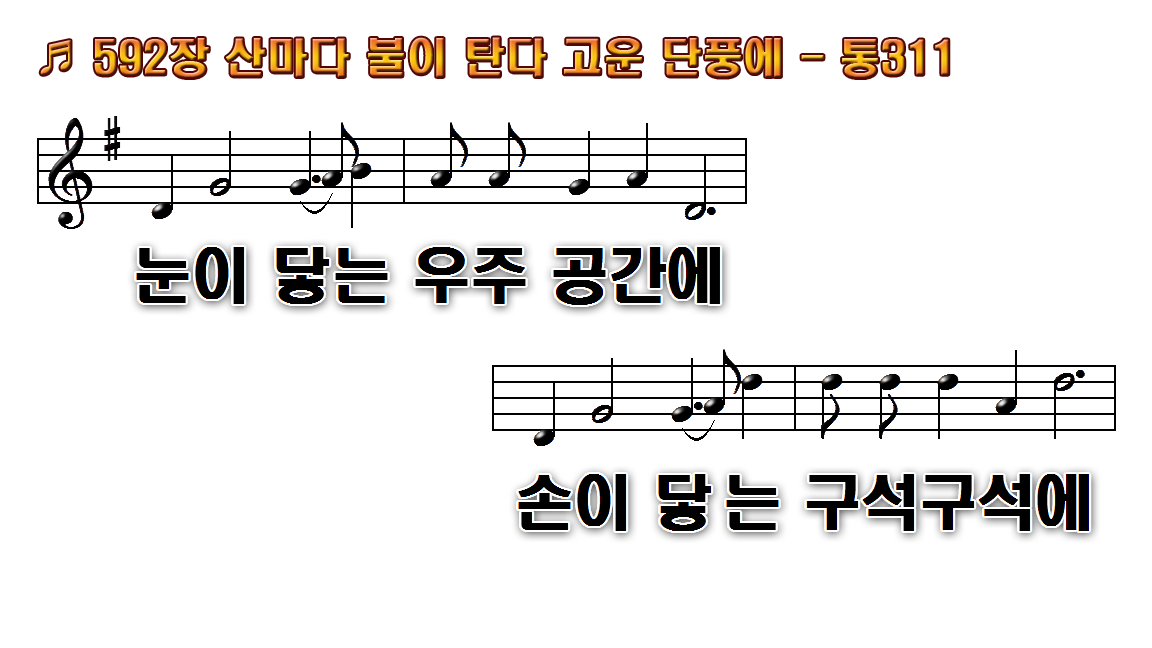 ♬ 592장 산마다 불이 탄다 고운 단풍에 - 통311
눈이 닿는 우주 공간에
손이 닿는 구석구석에